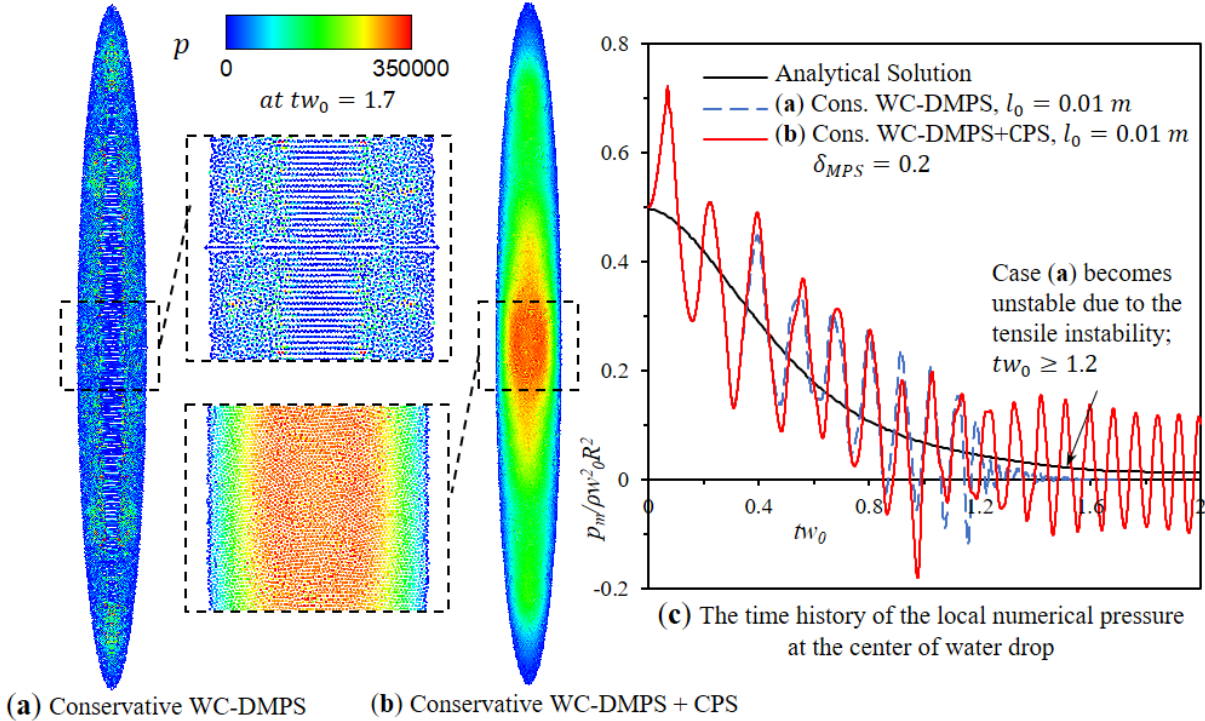 p
0 350000
at tw₀ = 1.7
(a) Conservative WC-DMPS
(b) Conservative WC-DMPS + CPS
0.8
0.6
0.4
0.2
0
-0.2
0 0.4 0.8 1.2 1.6 2
pₘ/ρw²₀R²
tw₀
Analytical Solution
(a) Cons. WC-DMPS, l₀ = 0.01 m
(b) Cons. WC-DMPS+CPS, l₀ = 0.01 m
δ_MPS = 0.2
Case (a) becomes
unstable due to the
tensile instability;
tw₀ ≥ 1.2
(c) The time history of the local numerical pressure
at the center of water drop